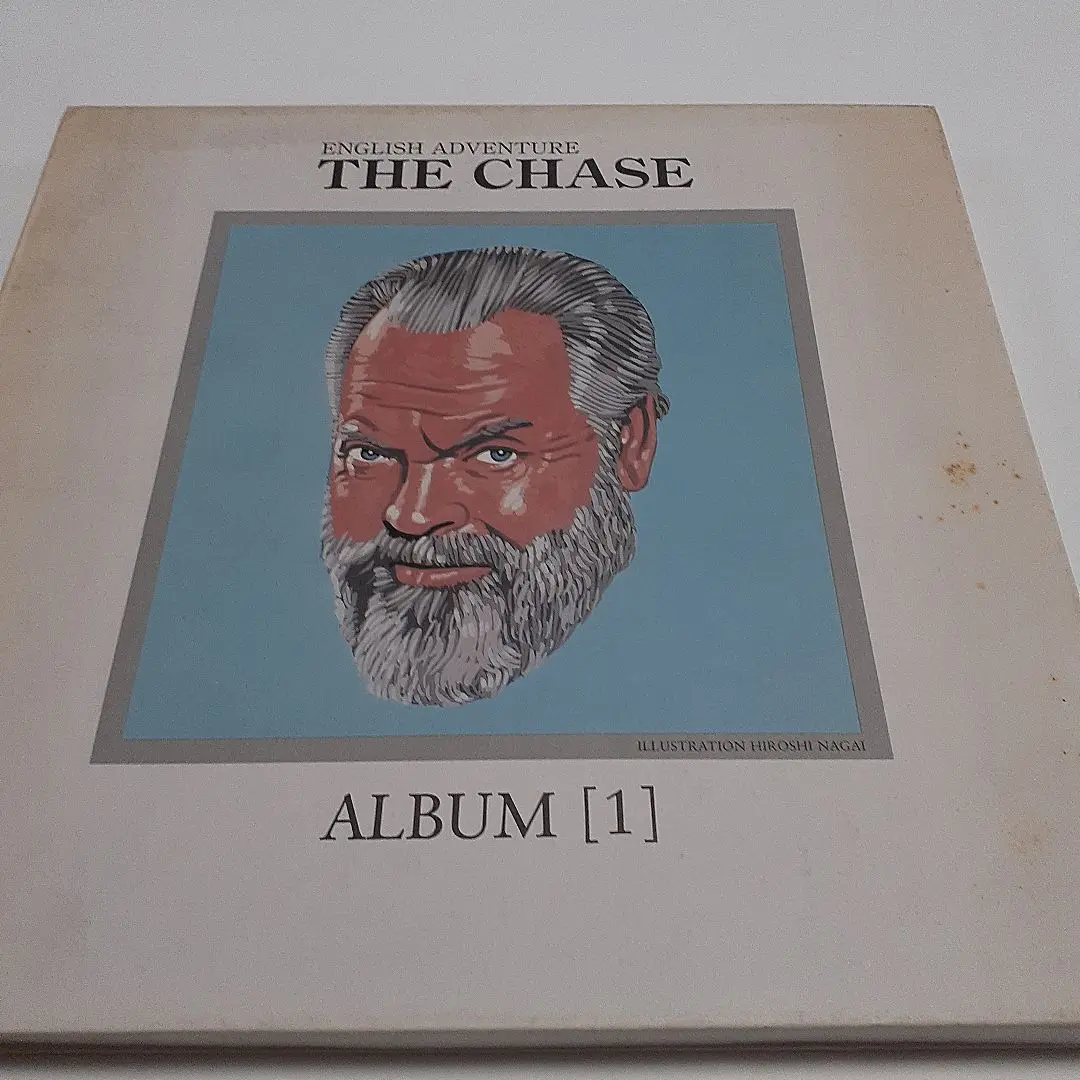 ENGLISH ADVENTURE
THE CHASE
ILLUSTRATION HIROSHI NAGAI
ALBUM [1]